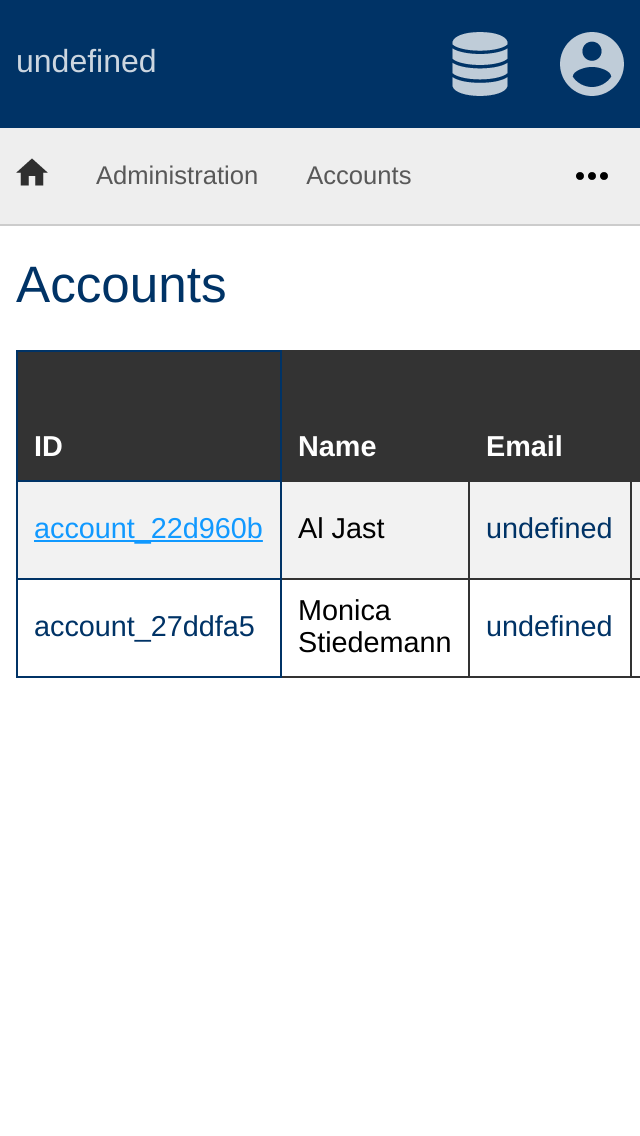 undefined
Administration Accounts
Accounts
ID Name Email
account_22d960b Al Jast undefined
account_27ddfa5 Monica Stiedemann undefined